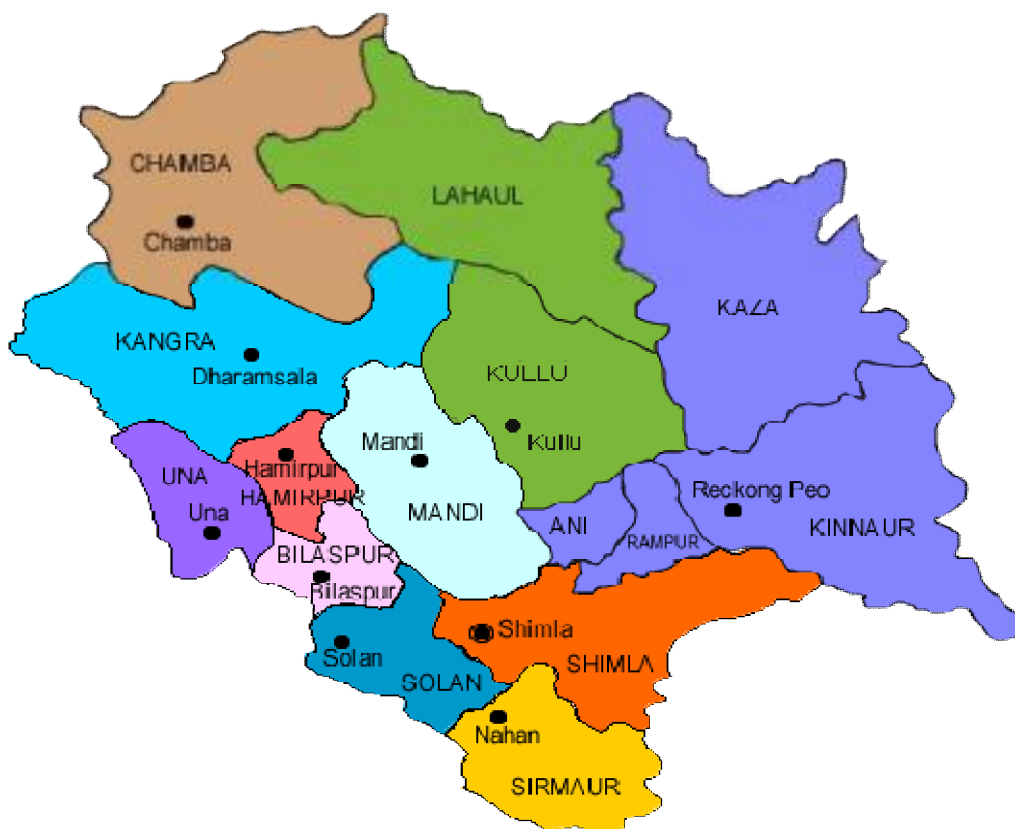 CHAMBA
Chamba
LAHAUL
KAZA
KANGRA
Dharamsala
KULLU
Kullu
Mandi
MANDI
Hamirpur
HAMIRPUR
UNA
Una
Reckong Peo
KINNAUR
ANI
RAMPUR
BILASPUR
Bilaspur
Shimla
SHIMLA
Solan
SOLAN
Nahan
SIRMAUR